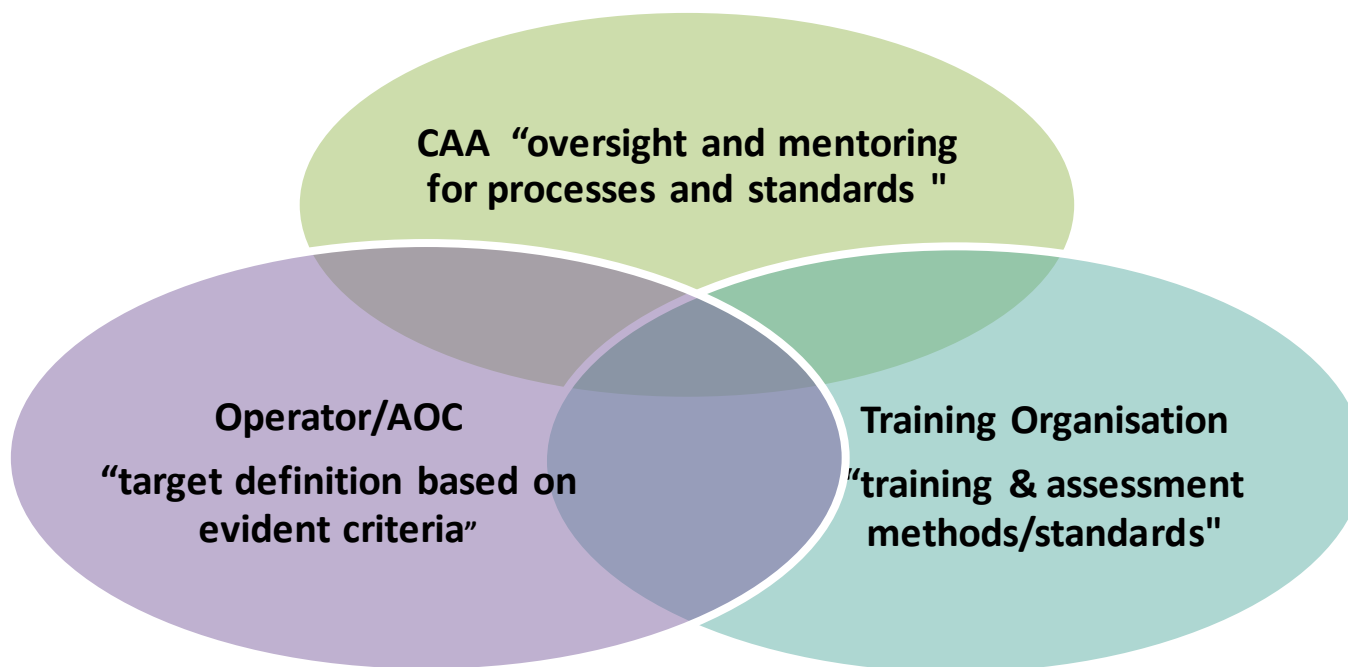 CAA “oversight and mentoring
for processes and standards "
Operator/AOC
“target definition based on
evident criteria”
Training Organisation
“training & assessment
methods/standards"